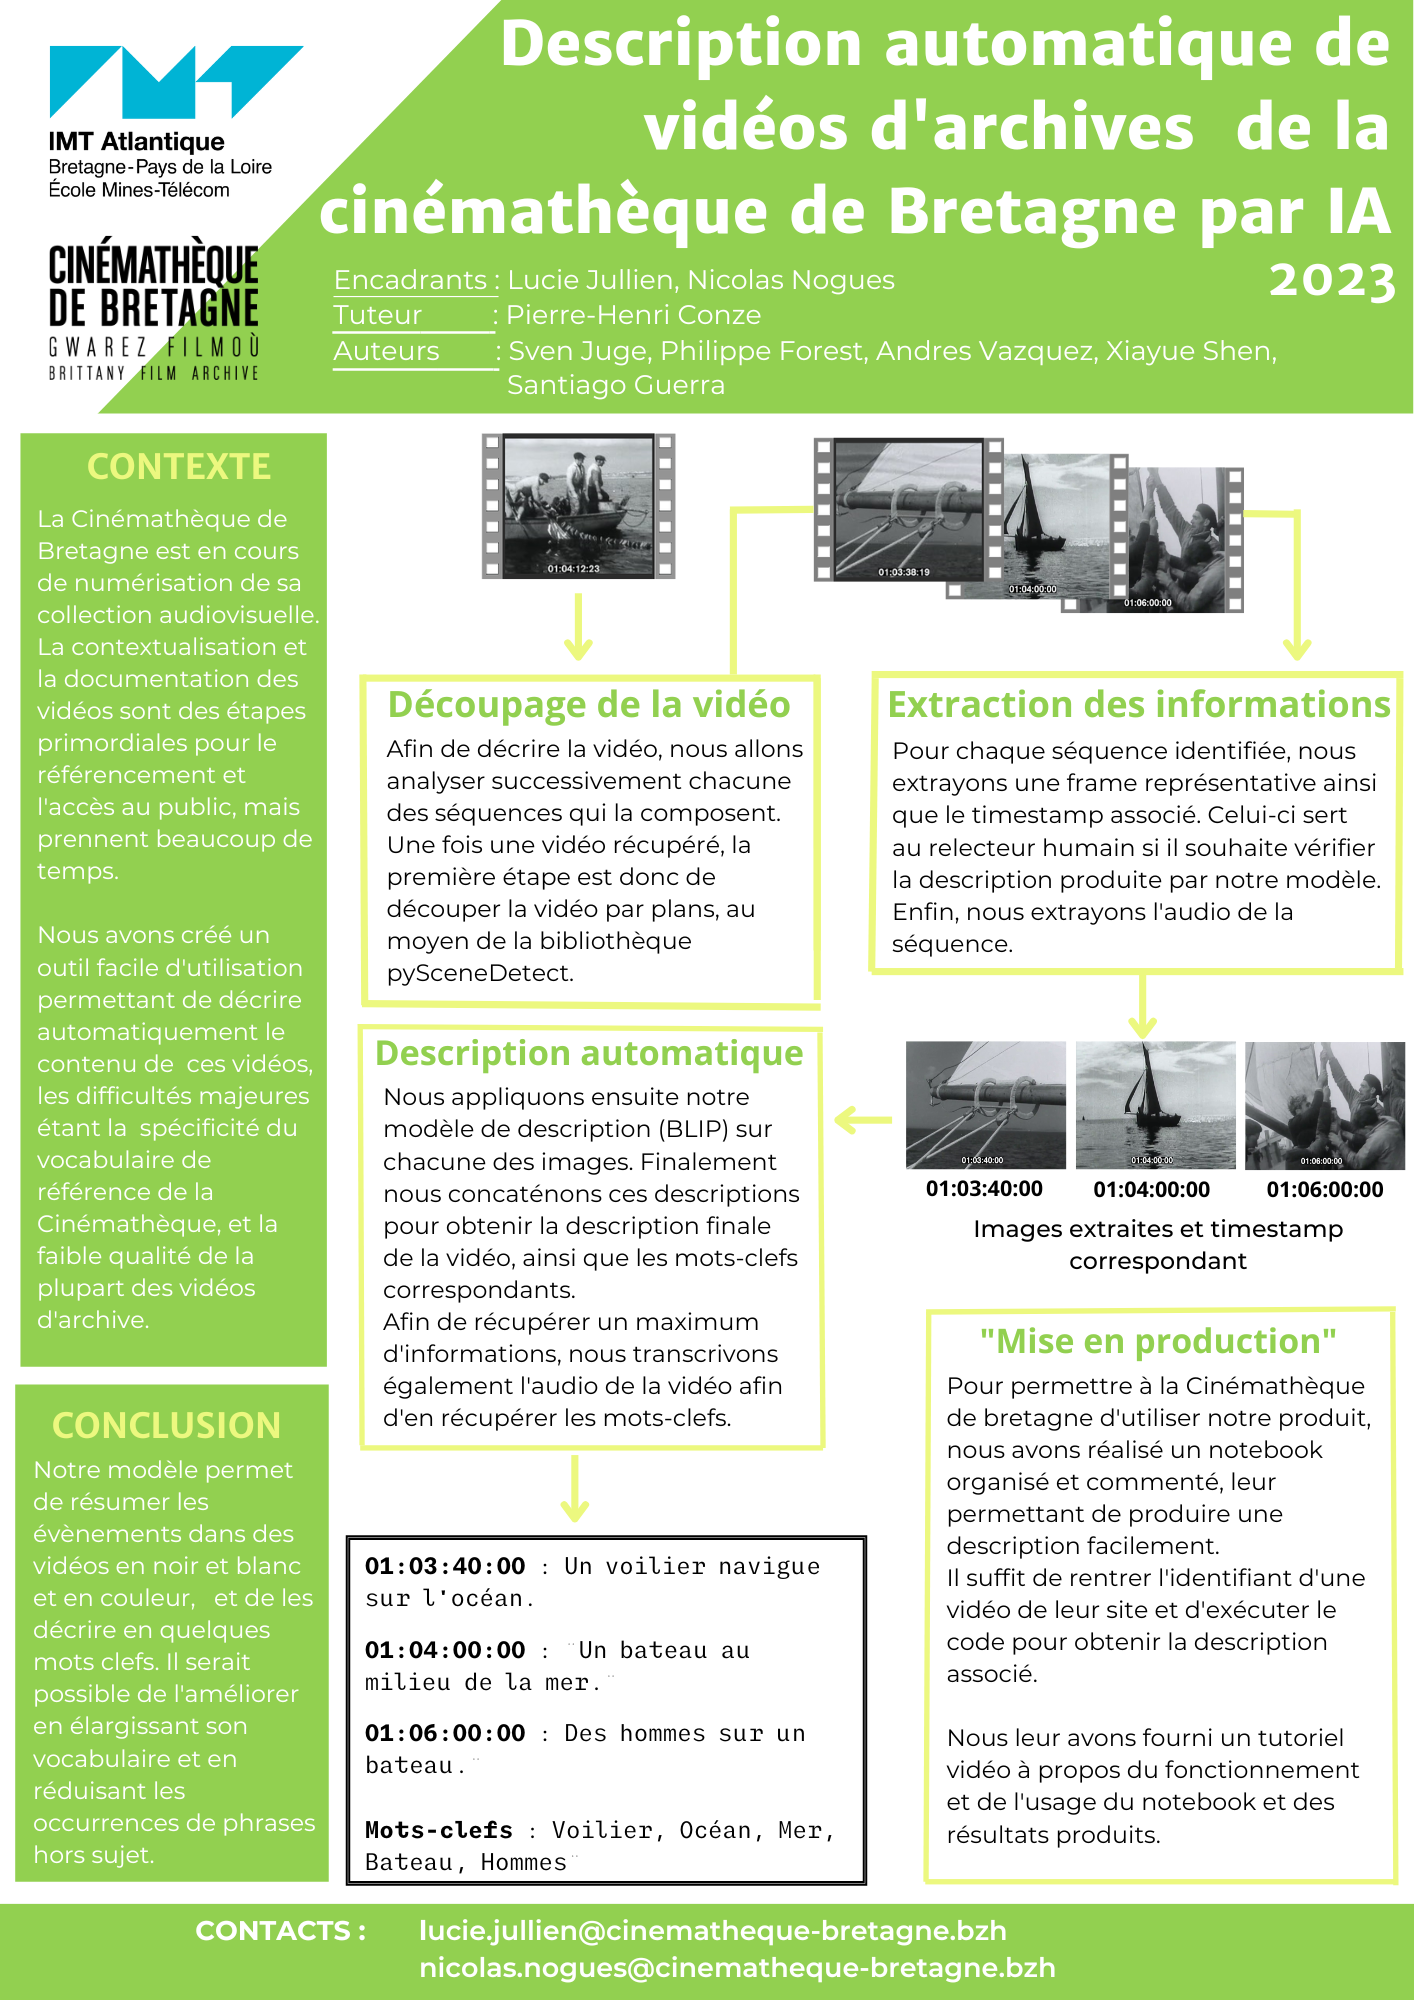 IMT Atlantique
Bretagne-Pays de la Loire
École Mines-Télécom
CINÉMATHÈQUE
DE BRETAGNE
GWAREZ FILMOÙ
BRITTANY FILM ARCHIVE
Description automatique de
vidéos d'archives de la
cinémathèque de Bretagne par IA
2023
Encadrants : Lucie Jullien, Nicolas Nogues
Tuteur : Pierre-Henri Conze
Auteurs : Sven Juge, Philippe Forest, Andres Vazquez, Xiayue Shen,
Santiago Guerra
CONTEXTE
La Cinémathèque de
Bretagne est en cours
de numérisation de sa
collection audiovisuelle.
La contextualisation et
la documentation des
vidéos sont des étapes
primordiales pour le
référencement et
l'accès au public, mais
prennent beaucoup de
temps.
Nous avons créé un
outil facile d'utilisation
permettant de décrire
automatiquement le
contenu de ces vidéos,
les difficultés majeures
étant la spécificité du
vocabulaire de
référence de la
Cinémathèque, et la
faible qualité de la
plupart des vidéos
d'archive.
CONCLUSION
Notre modèle permet
de résumer les
évènements dans des
vidéos en noir et blanc
et en couleur, et de les
décrire en quelques
mots clefs. Il serait
possible de l'améliorer
en élargissant son
vocabulaire et en
réduisant les
occurrences de phrases
hors sujet.
01:04:12:23
01:03:38:19
01:04:00:00
01:06:00:00
Découpage de la vidéo
Afin de décrire la vidéo, nous allons
analyser successivement chacune
des séquences qui la composent.
Une fois une vidéo récupéré, la
première étape est donc de
découper la vidéo par plans, au
moyen de la bibliothèque
pySceneDetect.
Extraction des informations
Pour chaque séquence identifiée, nous
extrayons une frame représentative ainsi
que le timestamp associé. Celui-ci sert
au relecteur humain si il souhaite vérifier
la description produite par notre modèle.
Enfin, nous extrayons l'audio de la
séquence.
01:03:40:00
01:04:00:00
01:06:00:00
01:03:40:00
01:04:00:00
01:06:00:00
Images extraites et timestamp
correspondant
Description automatique
Nous appliquons ensuite notre
modèle de description (BLIP) sur
chacune des images. Finalement
nous concaténons ces descriptions
pour obtenir la description finale
de la vidéo, ainsi que les mots-clefs
correspondants.
Afin de récupérer un maximum
d'informations, nous transcrivons
également l'audio de la vidéo afin
d'en récupérer les mots-clefs.
01:03:40:00 : Un voilier navigue
sur l'océan.
01:04:00:00 : ¨Un bateau au
milieu de la mer.¨
01:06:00:00 : Des hommes sur un
bateau.¨
Mots-clefs : Voilier, Océan, Mer,
Bateau, Hommes¨
"Mise en production"
Pour permettre à la Cinémathèque
de bretagne d'utiliser notre produit,
nous avons réalisé un notebook
organisé et commenté, leur
permettant de produire une
description facilement.
Il suffit de rentrer l'identifiant d'une
vidéo de leur site et d'exécuter le
code pour obtenir la description
associé.
Nous leur avons fourni un tutoriel
vidéo à propos du fonctionnement
et de l'usage du notebook et des
résultats produits.
CONTACTS : lucie.jullien@cinematheque-bretagne.bzh
nicolas.nogues@cinematheque-bretagne.bzh